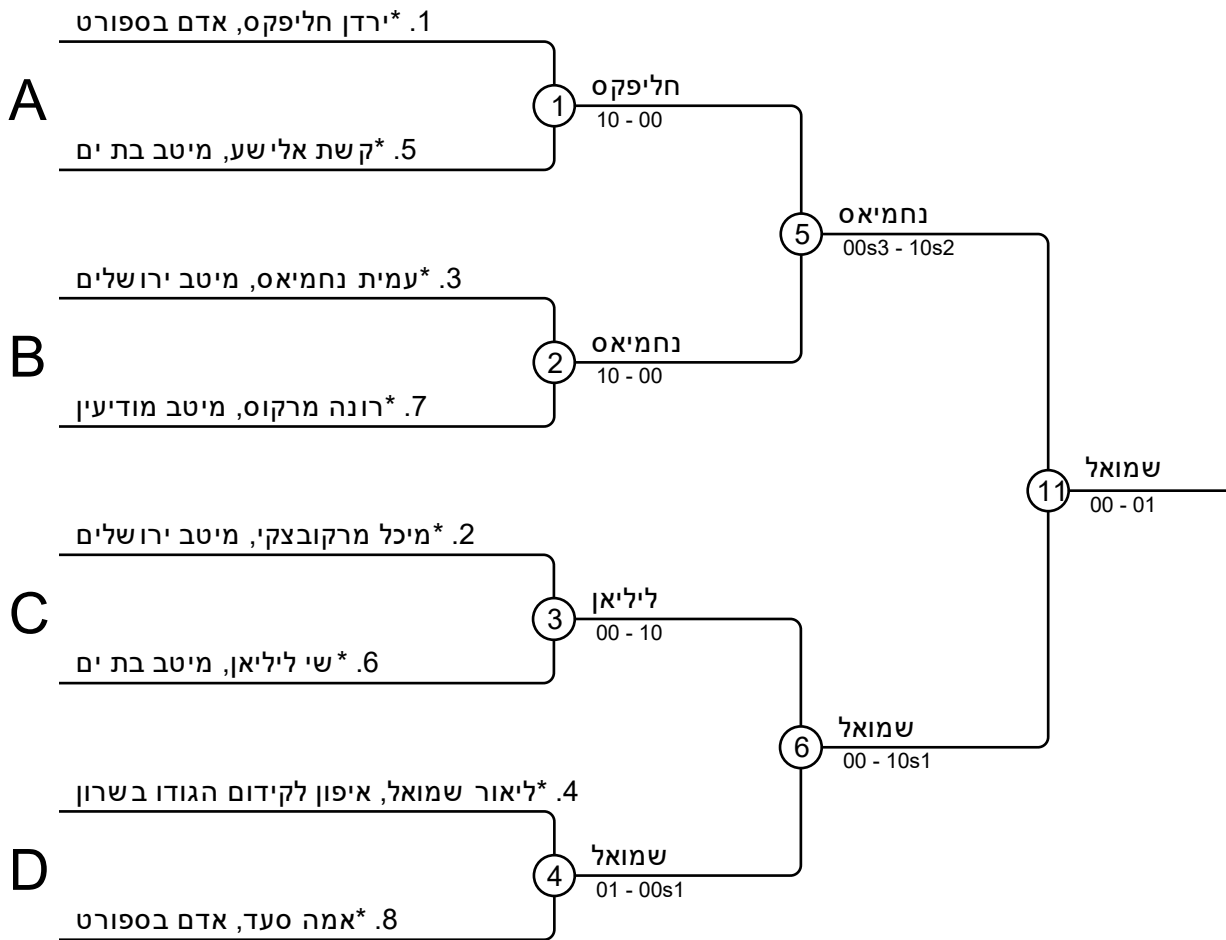 1. *ירדן חליפקס, אדם בספורט
A
1
חליפקס
10 - 00
5. *קשת אלישע, מיטב בת ים
5
נחמיאס
00s3 - 10s2
3. *עמית נחמיאס, מיטב ירושלים
B
2
נחמיאס
10 - 00
7. *רונה מרקוס, מיטב מודיעין
11
שמואל
00 - 01
2. *מיכל מרקובצקי, מיטב ירושלים
C
3
ליליאן
00 - 10
6. *שי ליליאן, מיטב בת ים
6
שמואל
00 - 10s1
4. *ליאור שמואל, איפון לקידום הגודו בשרון
D
4
שמואל
01 - 00s1
8. *אמה סעד, אדם בספורט